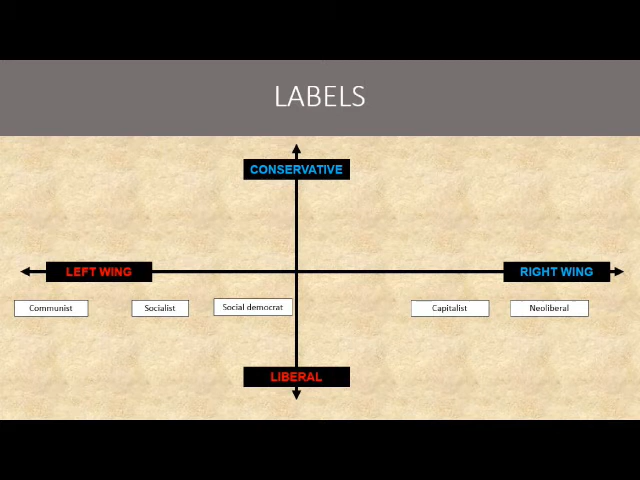 LABELS
CONSERVATIVE
LEFT WING
RIGHT WING
Communist
Socialist
Social democrat
Capitalist
Neoliberal
LIBERAL